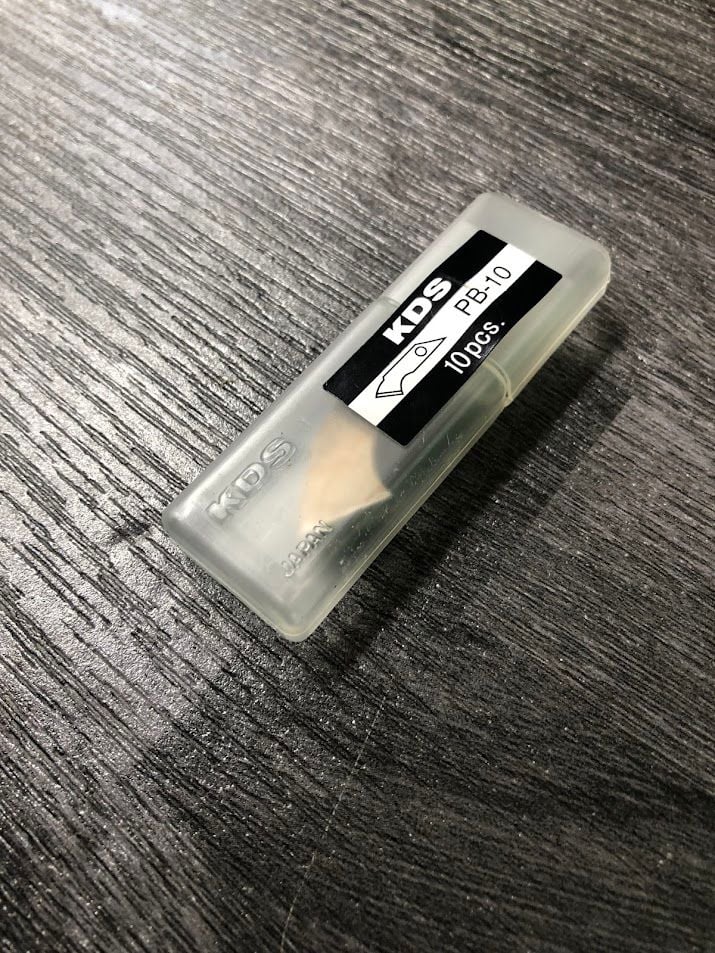 KDS
PB-10
10pcs.
KDS
JAPAN